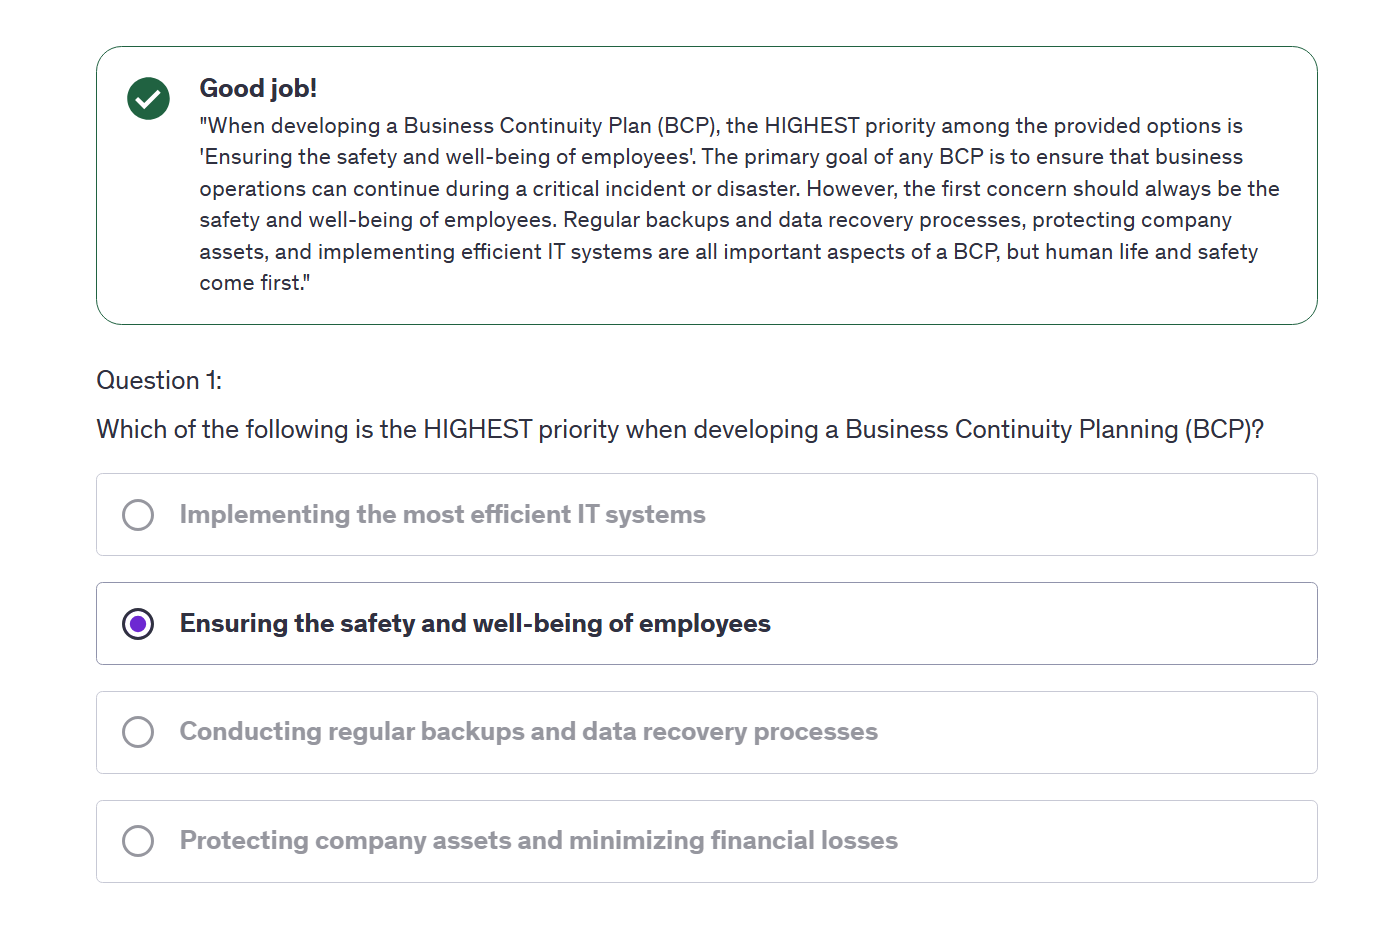 Good job!
"When developing a Business Continuity Plan (BCP), the HIGHEST priority among the provided options is
'Ensuring the safety and well-being of employees'. The primary goal of any BCP is to ensure that business
operations can continue during a critical incident or disaster. However, the first concern should always be the
safety and well-being of employees. Regular backups and data recovery processes, protecting company
assets, and implementing efficient IT systems are all important aspects of a BCP, but human life and safety
come first."
Question 1:
Which of the following is the HIGHEST priority when developing a Business Continuity Planning (BCP)?
Implementing the most efficient IT systems
Ensuring the safety and well-being of employees
Conducting regular backups and data recovery processes
Protecting company assets and minimizing financial losses